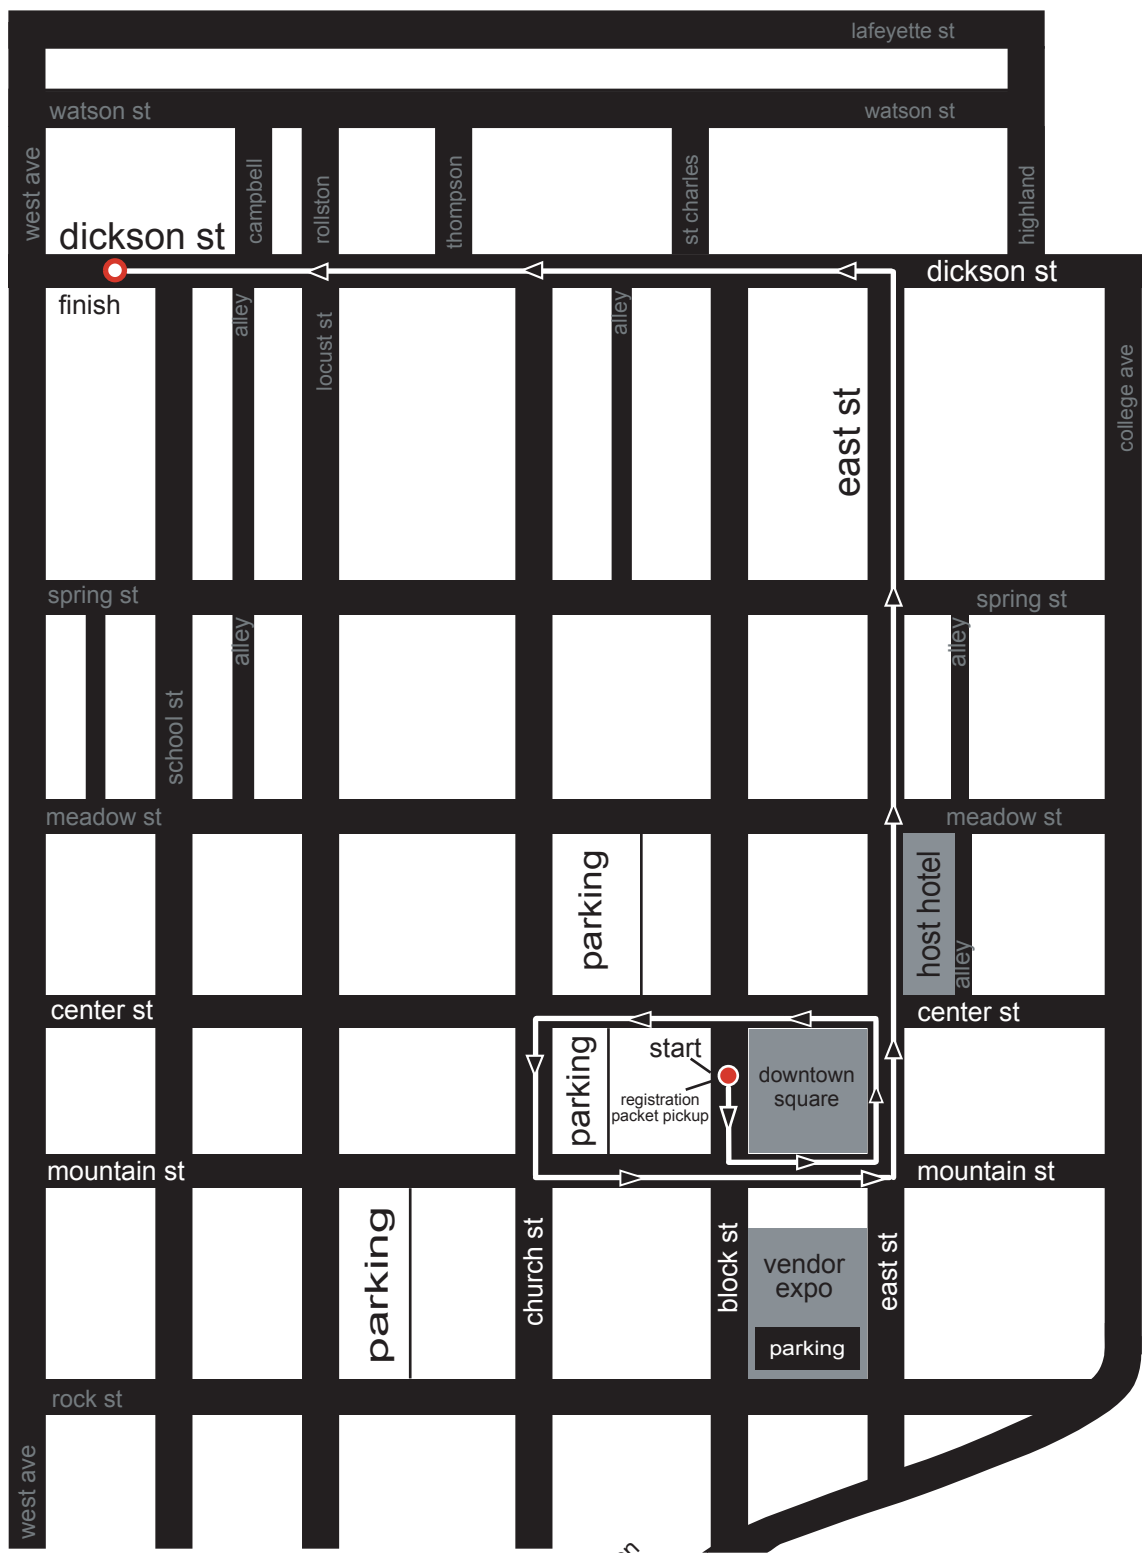 lafeyette st
watson st
watson st
west ave
campbell
rollston
thompson
st charles
highland
dickson st
dickson st
finish
alley
locust st
alley
east st
college ave
spring st
spring st
alley
alley
school st
meadow st
meadow st
parking
host hotel
alley
center st
center st
parking
start
registration
packet pickup
downtown
square
mountain st
mountain st
parking
church st
block st
vendor
expo
parking
east st
rock st
west ave